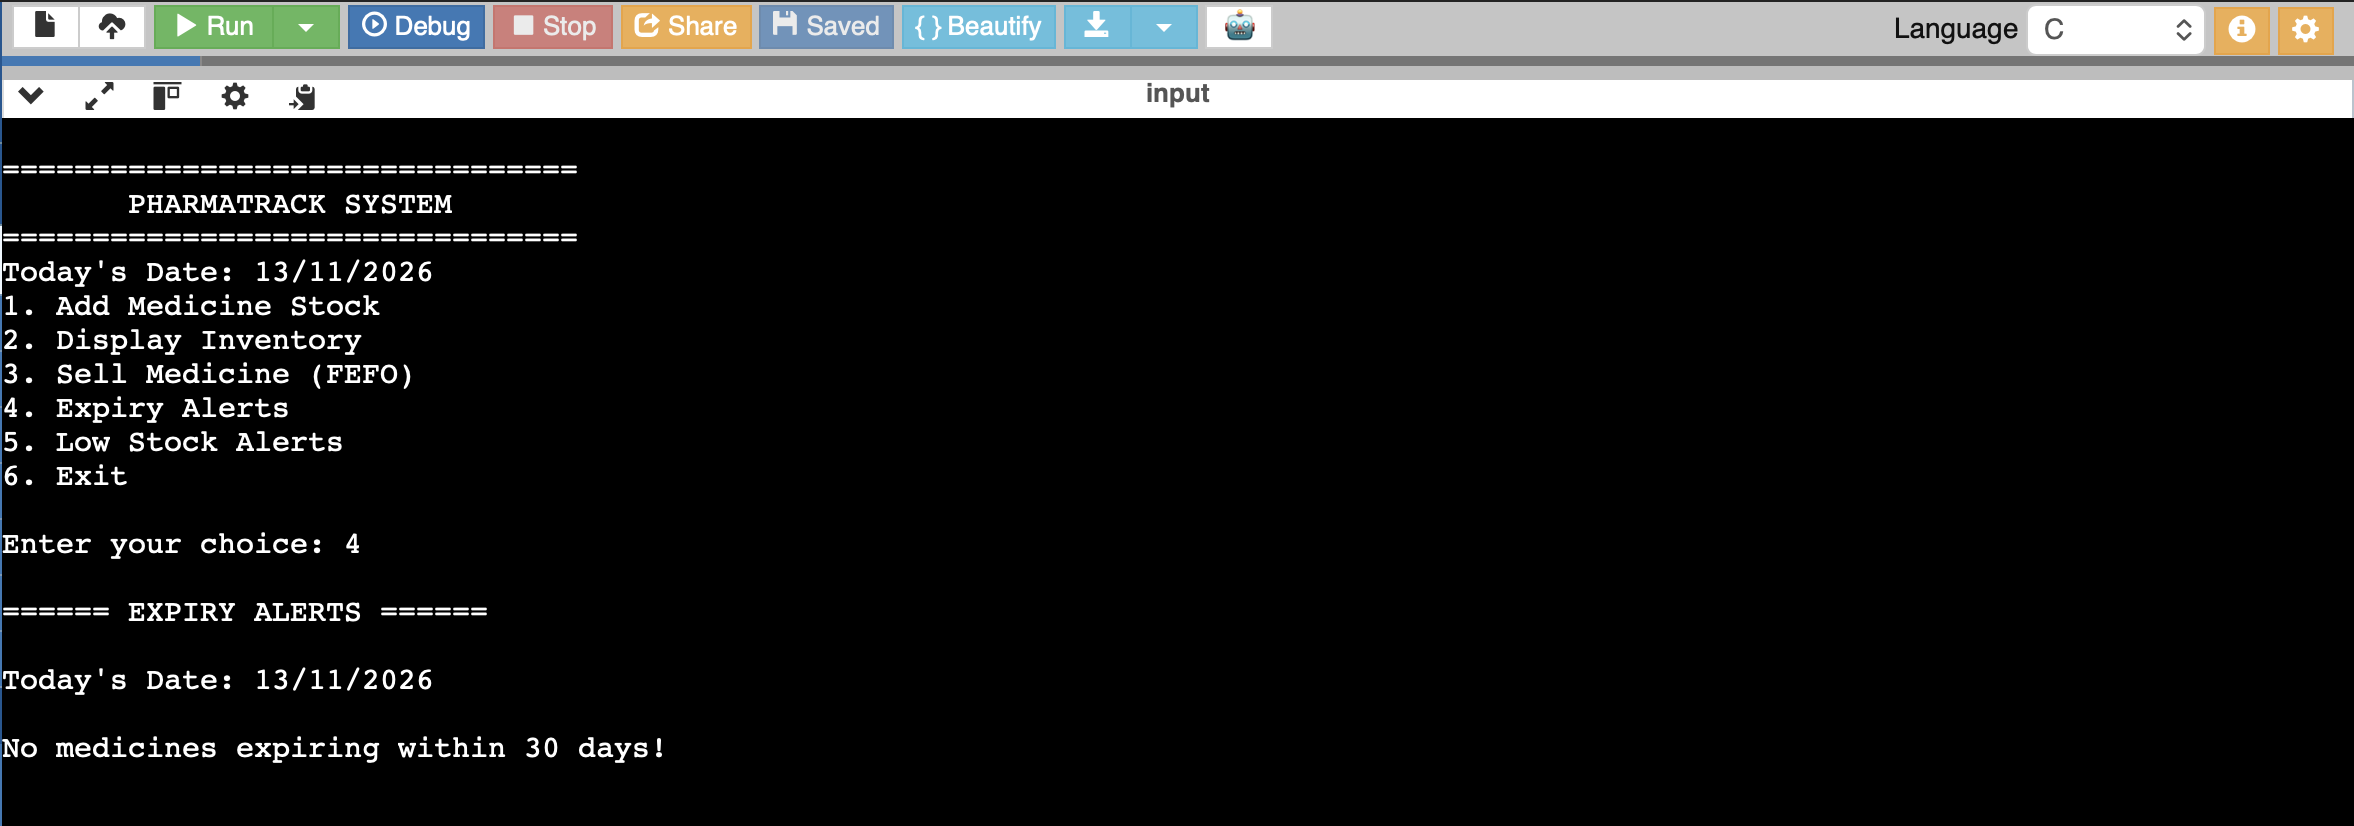 Run Debug Stop Share Saved {} Beautify Language C
input
================================
PHARMATRACK SYSTEM
================================
Today's Date: 13/11/2026
1. Add Medicine Stock
2. Display Inventory
3. Sell Medicine (FEFO)
4. Expiry Alerts
5. Low Stock Alerts
6. Exit
Enter your choice: 4
====== EXPIRY ALERTS ======
Today's Date: 13/11/2026
No medicines expiring within 30 days!